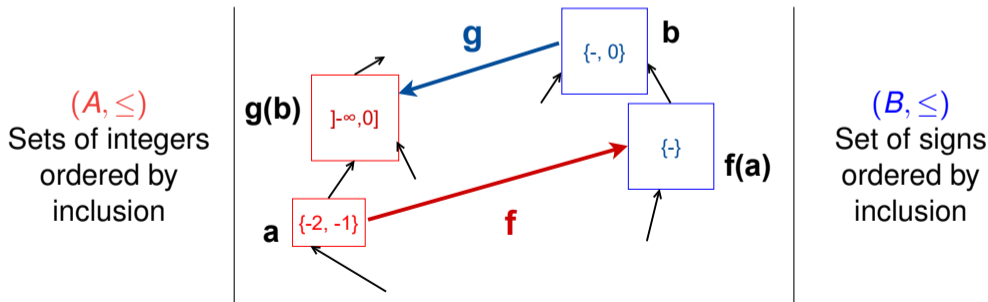 (A, ≤)
Sets of integers
ordered by
inclusion
g
b
{-, 0}
g(b)
]-∞,0]
{-}
f(a)
a
{-2, -1}
f
(B, ≤)
Set of signs
ordered by
inclusion